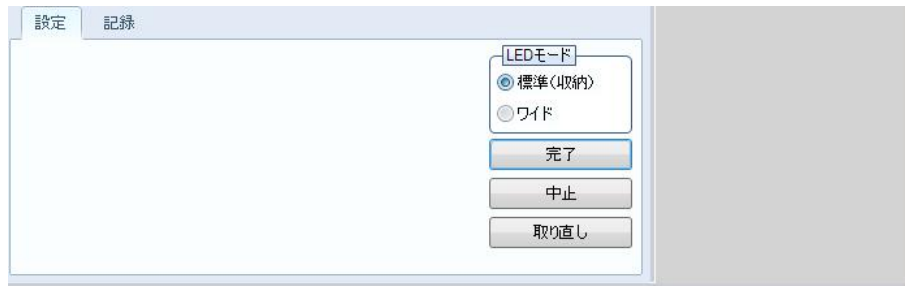 設定 記録
LEDモード
標準(収納)
ワイド
完了
中止
取り直し